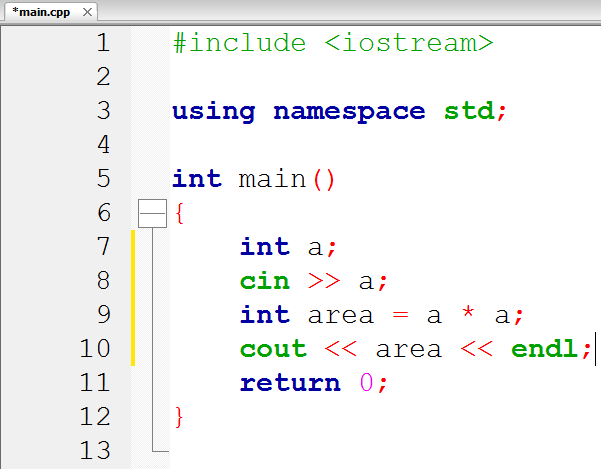 *main.cpp ×
1 #include <iostream>
2
3 using namespace std;
4
5 int main()
6 {
7     int a;
8     cin >> a;
9     int area = a * a;
10     cout << area << endl;
11     return 0;
12 }
13